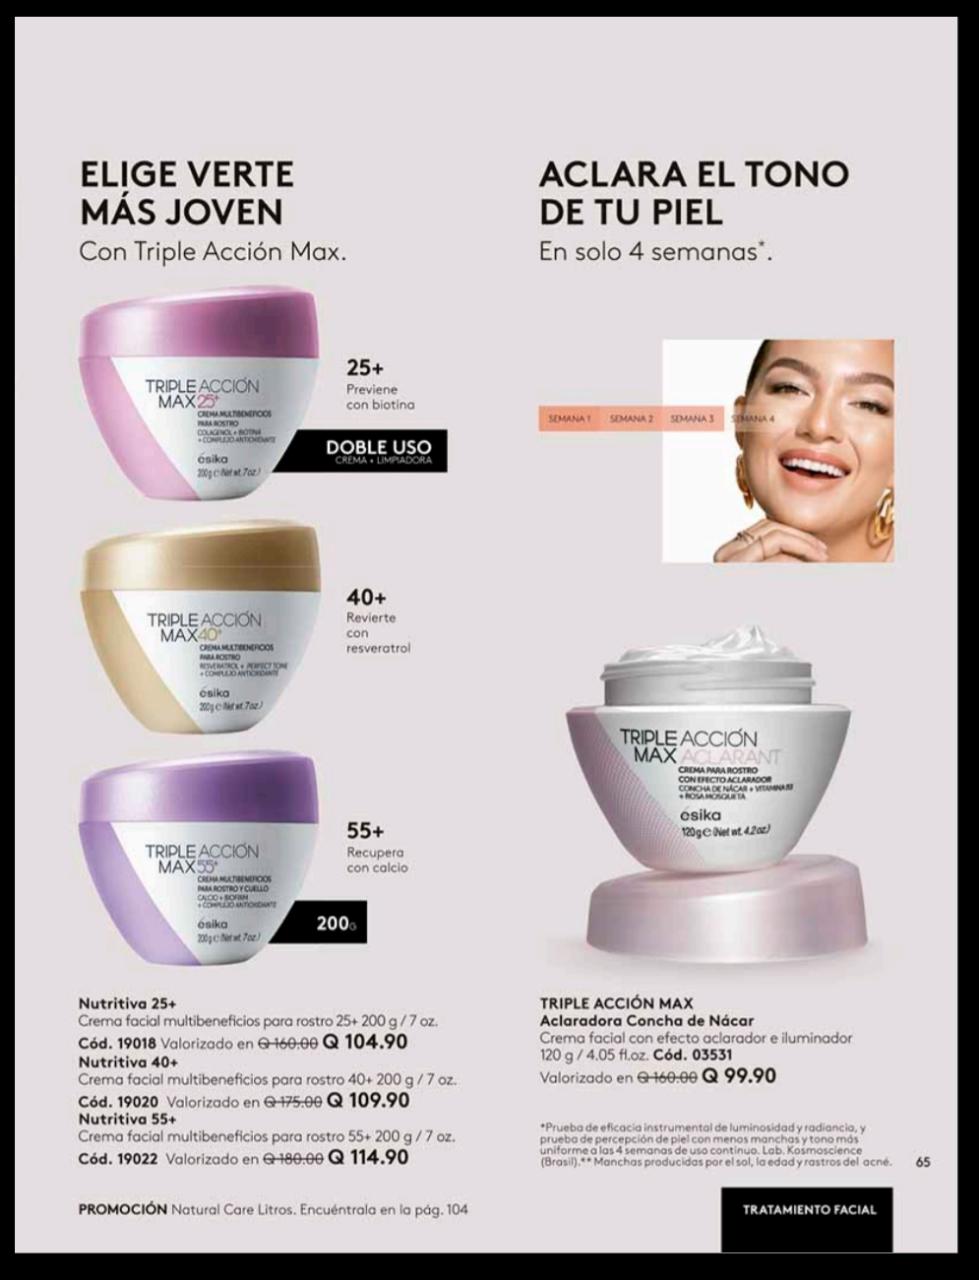 ELIGE VERTE
MÁS JOVEN
Con Triple Acción Max.
TRIPLE ACCIÓN
MAX 25+
CREMA MULTIBENEFICIOS
PARA ROSTRO
COLAGENOL + BIOTINA
+ COMPLEJO ANTIOXIDANTE
ésika
200 g e (Net wt. 7 oz.)
25+
Previene
con biotina
DOBLE USO
CREMA + LIMPIADORA
TRIPLE ACCIÓN
MAX 40+
CREMA MULTIBENEFICIOS
PARA ROSTRO
RESVERATROL + PERFECT TONE
+ COMPLEJO ANTIOXIDANTE
ésika
200 g e (Net wt. 7 oz.)
40+
Revierte
con
resveratrol
TRIPLE ACCIÓN
MAX 55+
CREMA MULTIBENEFICIOS
PARA ROSTRO Y CUELLO
CALCIO + BIOFIRM
+ COMPLEJO ANTIOXIDANTE
ésika
200 g e (Net wt. 7 oz.)
55+
Recupera
con calcio
200G
Nutritiva 25+
Crema facial multibeneficios para rostro 25+ 200 g / 7 oz.
Cód. 19018 Valorizado en Q 160.00 Q 104.90
Nutritiva 40+
Crema facial multibeneficios para rostro 40+ 200 g / 7 oz.
Cód. 19020 Valorizado en Q 175.00 Q 109.90
Nutritiva 55+
Crema facial multibeneficios para rostro 55+ 200 g / 7 oz.
Cód. 19022 Valorizado en Q 180.00 Q 114.90
PROMOCIÓN Natural Care Litros. Encuéntrala en la pág. 104
ACLARA EL TONO
DE TU PIEL
En solo 4 semanas*.
SEMANA 1 SEMANA 2 SEMANA 3 SEMANA 4
TRIPLE ACCIÓN
MAX ACLARANT
CREMA PARA ROSTRO
CON EFECTO ACLARADOR
CONCHA DE NÁCAR + VITAMINA B3
+ ROSA MOSQUETA
ésika
120 g e (Net wt. 4.2 oz.)
TRIPLE ACCIÓN MAX
Aclaradora Concha de Nácar
Crema facial con efecto aclarador e iluminador
120 g / 4.05 fl.oz. Cód. 03531
Valorizado en Q 160.00 Q 99.90
*Prueba de eficacia instrumental de luminosidad y radiancia, y
prueba de percepción de piel con menos manchas y tono más
uniforme a las 4 semanas de uso continuo. Lab. Kosmoscience
(Brasil).** Manchas producidas por el sol, la edad y rastros del acné.
65
TRATAMIENTO FACIAL